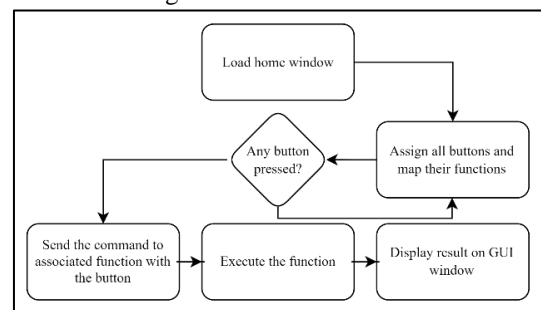 Load home window
Any button
pressed?
Assign all buttons and
map their functions
Send the command to
associated function with
the button
Execute the function
Display result on GUI
window